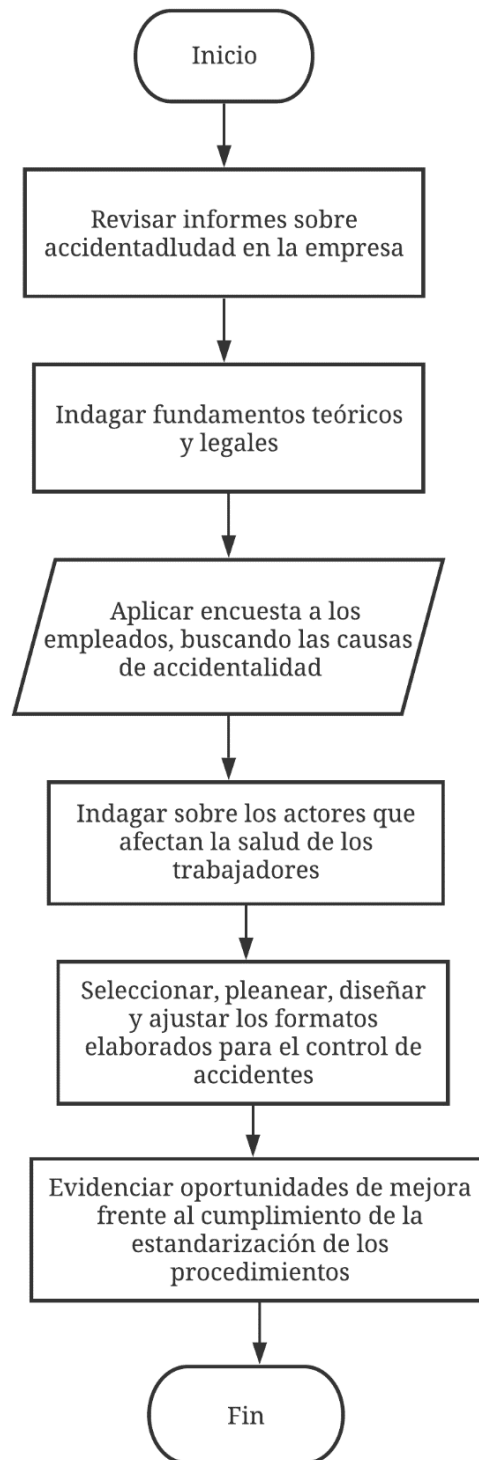 Inicio
Revisar informes sobre
accidentadludad en la empresa
Indagar fundamentos teóricos
y legales
Aplicar encuesta a los
empleados, buscando las causas
de accidentalidad
Indagar sobre los actores que
afectan la salud de los
trabajadores
Seleccionar, pleanear, diseñar
y ajustar los formatos
elaborados para el control de
accidentes
Evidenciar oportunidades de mejora
frente al cumplimiento de la
estandarización de los
procedimientos
Fin